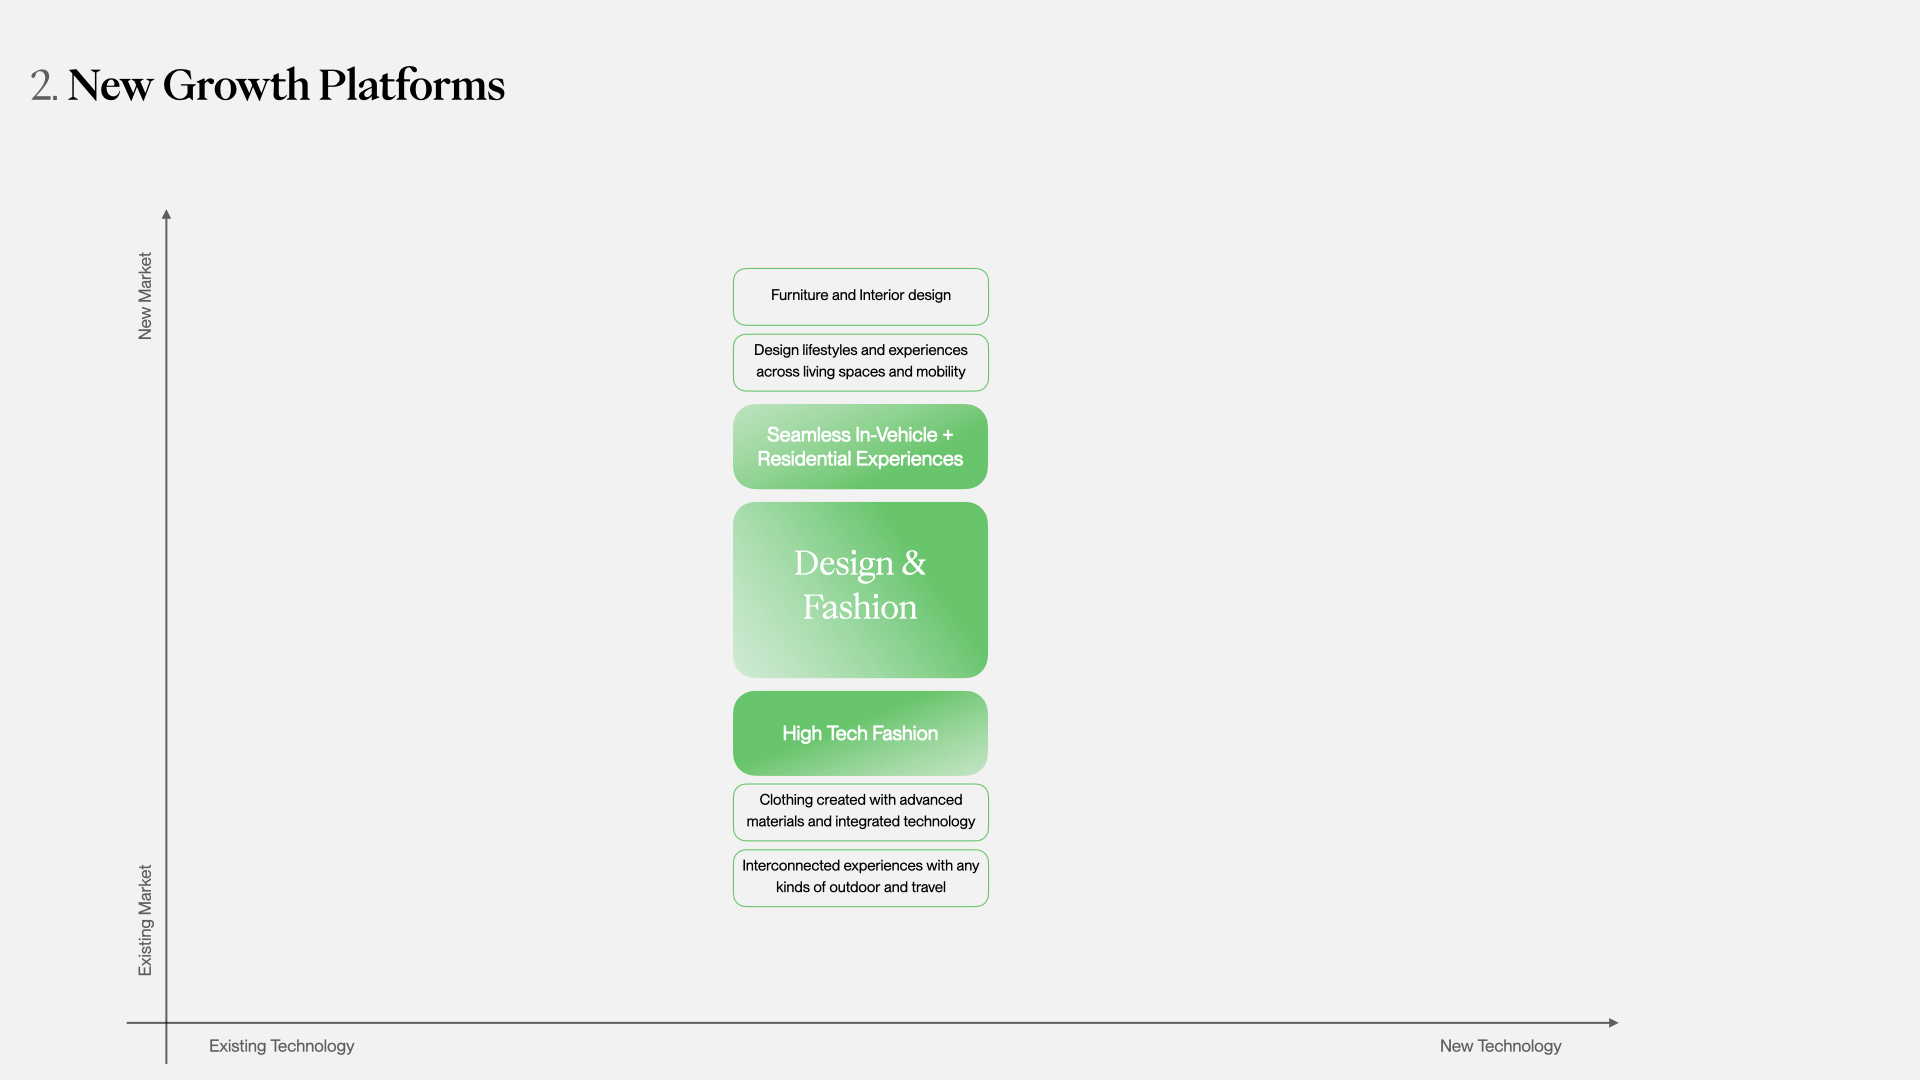 2. New Growth Platforms
New Market
Furniture and Interior design
Design lifestyles and experiences
across living spaces and mobility
Seamless In-Vehicle +
Residential Experiences
Design &
Fashion
High Tech Fashion
Clothing created with advanced
materials and integrated technology
Interconnected experiences with any
kinds of outdoor and travel
Existing Market
Existing Technology
New Technology